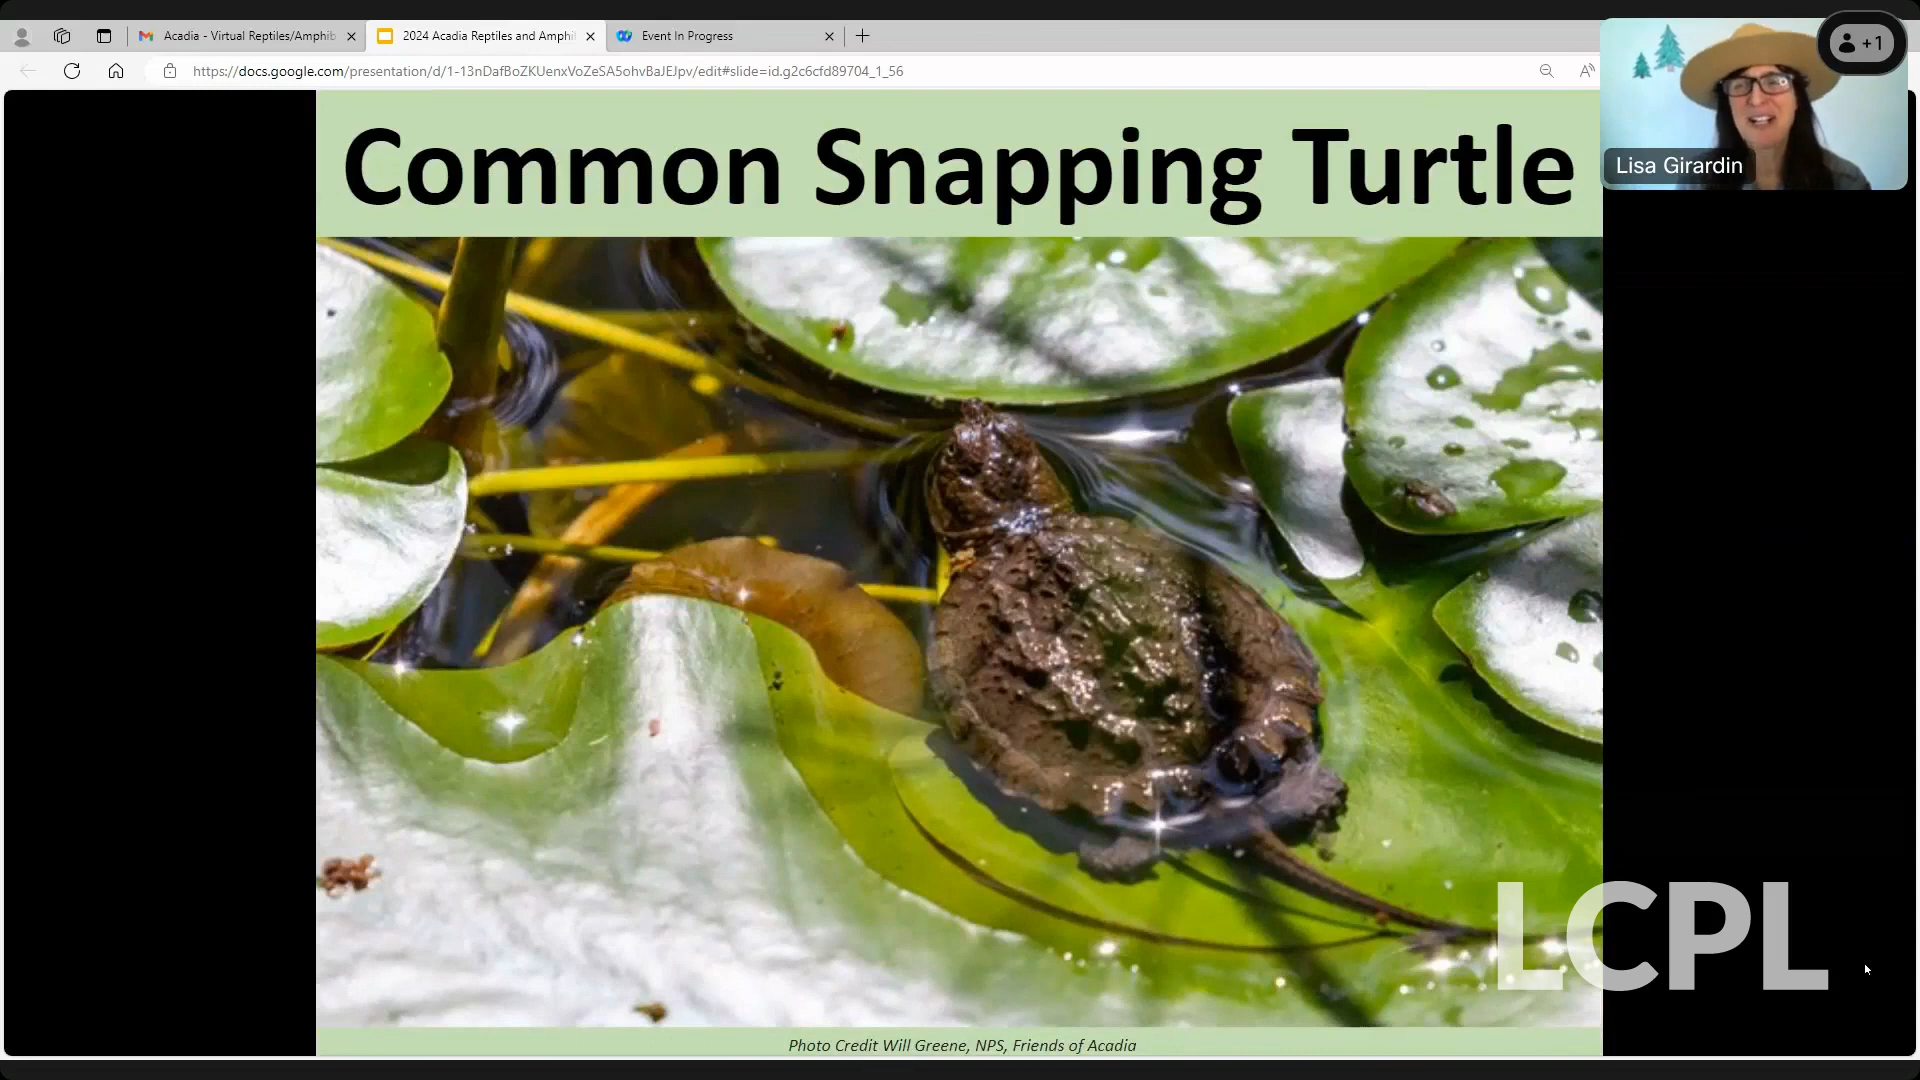 Acadia - Virtual Reptiles/Amphib
2024 Acadia Reptiles and Amphi
Event In Progress
+1
https://docs.google.com/presentation/d/1-13nDafBoZKUenxVoZeSA5ohvBaJEJpv/edit#slide=id.g2c6cfd89704_1_56
Common Snapping Turtle
Lisa Girardin
LCPL
Photo Credit Will Greene, NPS, Friends of Acadia